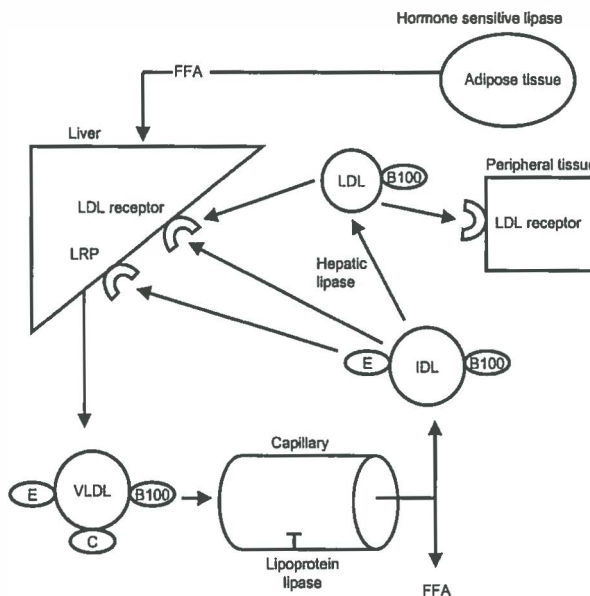 Hormone sensitive lipase
FFA
Adipose tissue
Liver
LDL
B100
Peripheral tissue
LDL receptor
LDL receptor
LRP
Hepatic
lipase
E
IDL
B100
Capillary
E
VLDL
B100
C
Lipoprotein
lipase
FFA